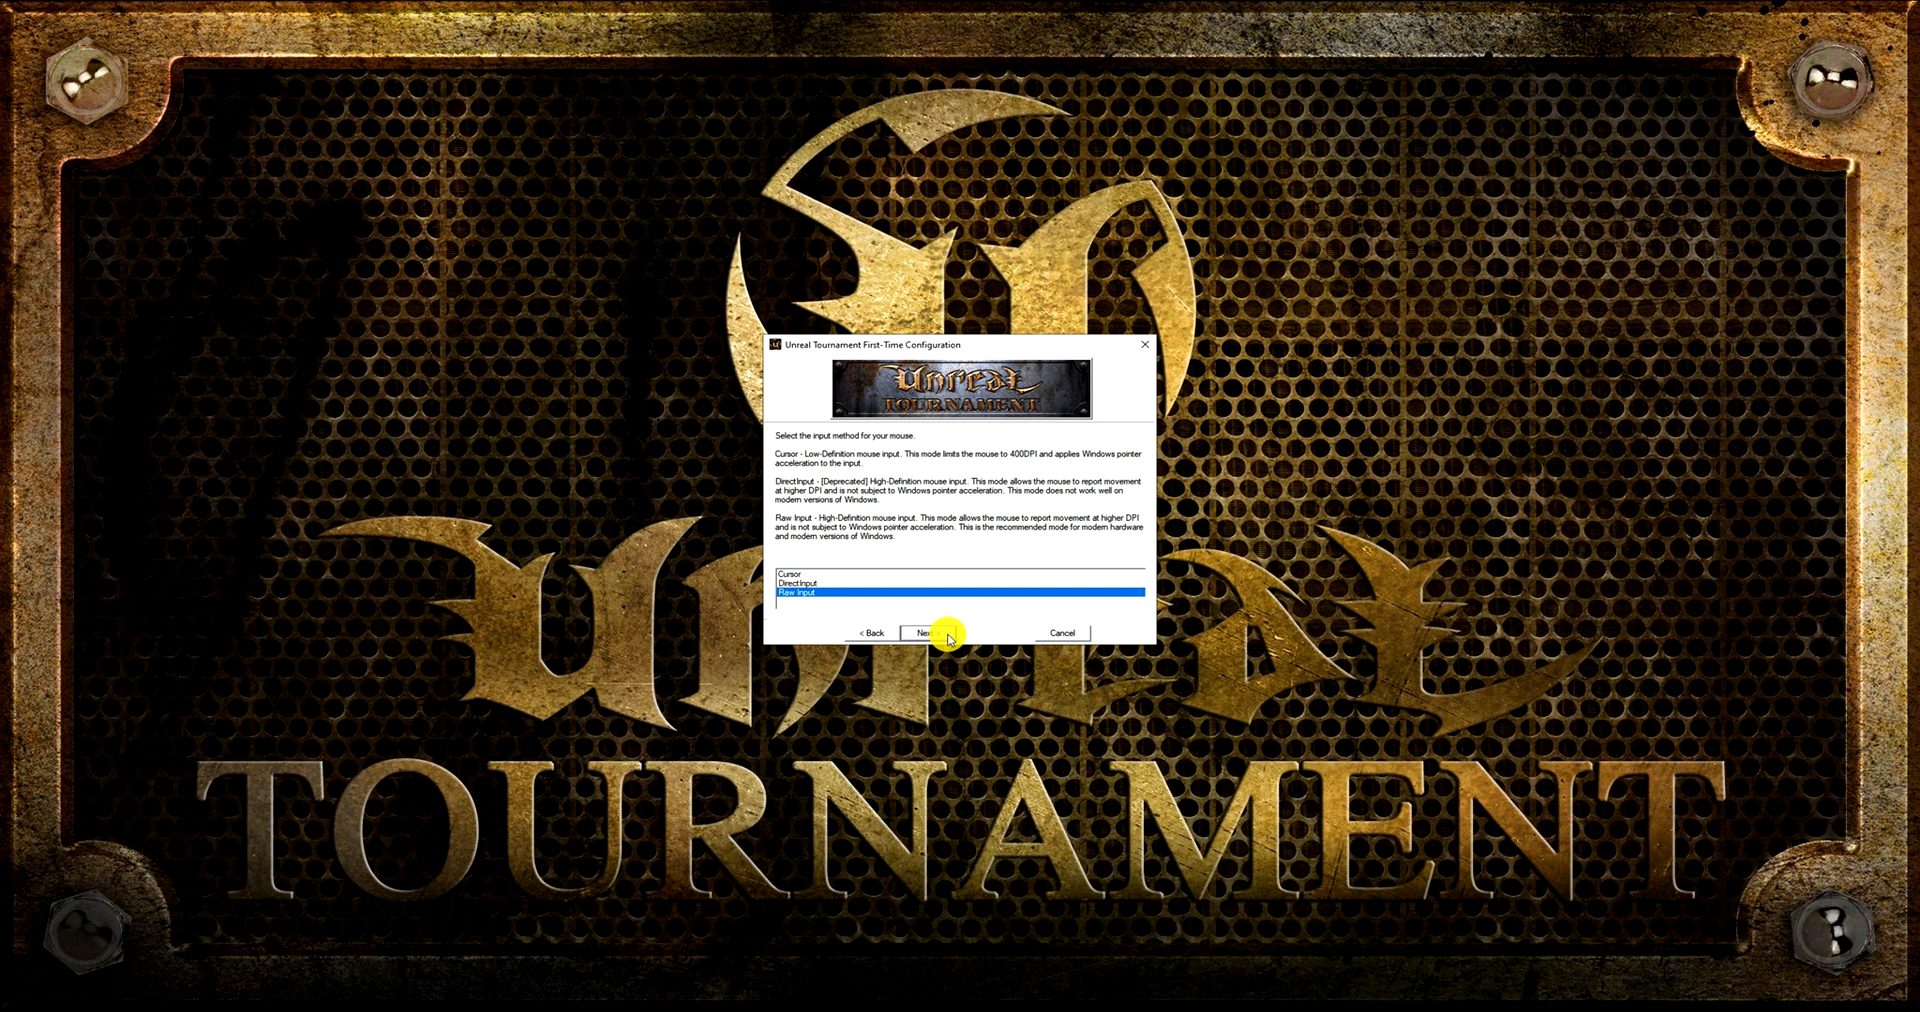 Unreal Tournament First-Time Configuration
Unreal
TOURNAMENT
Select the input method for your mouse.
Cursor - Low-Definition mouse input. This mode limits the mouse to 400DPI and applies Windows pointer
acceleration to the input.
DirectInput - [Deprecated] High-Definition mouse input. This mode allows the mouse to report movement
at higher DPI and is not subject to Windows pointer acceleration. This mode does not work well on
modern versions of Windows.
Raw Input - High-Definition mouse input. This mode allows the mouse to report movement at higher DPI
and is not subject to Windows pointer acceleration. This is the recommended mode for modern hardware
and modern versions of Windows.
Cursor
DirectInput
Raw Input
< Back
Cancel
UNREAL
TOURNAMENT